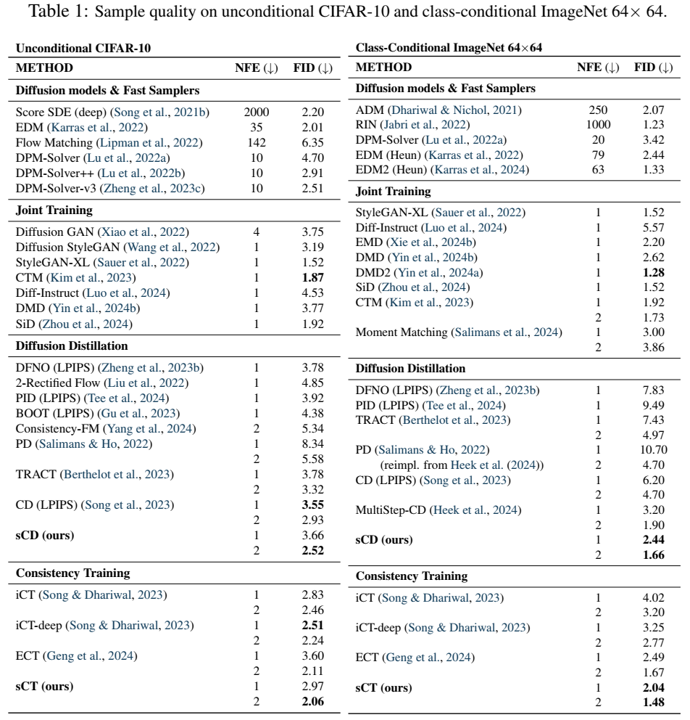 Table 1: Sample quality on unconditional CIFAR-10 and class-conditional ImageNet 64× 64.
Unconditional CIFAR-10
METHOD NFE (↓) FID (↓)
Diffusion models & Fast Samplers
Score SDE (deep) (Song et al., 2021b) 2000 2.20
EDM (Karras et al., 2022) 35 2.01
Flow Matching (Lipman et al., 2022) 142 6.35
DPM-Solver (Lu et al., 2022a) 10 4.70
DPM-Solver++ (Lu et al., 2022b) 10 2.91
DPM-Solver-v3 (Zheng et al., 2023c) 10 2.51
Joint Training
Diffusion GAN (Xiao et al., 2022) 4 3.75
Diffusion StyleGAN (Wang et al., 2022) 1 3.19
StyleGAN-XL (Sauer et al., 2022) 1 1.52
CTM (Kim et al., 2023) 1 1.87
Diff-Instruct (Luo et al., 2024) 1 4.53
DMD (Yin et al., 2024b) 1 3.77
SiD (Zhou et al., 2024) 1 1.92
Diffusion Distillation
DFNO (LPIPS) (Zheng et al., 2023b) 1 3.78
2-Rectified Flow (Liu et al., 2022) 1 4.85
PID (LPIPS) (Tee et al., 2024) 1 3.92
BOOT (LPIPS) (Gu et al., 2023) 1 4.38
Consistency-FM (Yang et al., 2024) 2 5.34
PD (Salimans & Ho, 2022) 1 8.34
2 5.58
TRACT (Berthelot et al., 2023) 1 3.78
2 3.32
CD (LPIPS) (Song et al., 2023) 1 3.55
2 2.93
sCD (ours) 1 3.66
2 2.52
Consistency Training
iCT (Song & Dhariwal, 2023) 1 2.83
2 2.46
iCT-deep (Song & Dhariwal, 2023) 1 2.51
2 2.24
ECT (Geng et al., 2024) 1 3.60
2 2.11
sCT (ours) 1 2.97
2 2.06
Class-Conditional ImageNet 64×64
METHOD NFE (↓) FID (↓)
Diffusion models & Fast Samplers
ADM (Dhariwal & Nichol, 2021) 250 2.07
RIN (Jabri et al., 2022) 1000 1.23
DPM-Solver (Lu et al., 2022a) 20 3.42
EDM (Heun) (Karras et al., 2022) 79 2.44
EDM2 (Heun) (Karras et al., 2024) 63 1.33
Joint Training
StyleGAN-XL (Sauer et al., 2022) 1 1.52
Diff-Instruct (Luo et al., 2024) 1 5.57
EMD (Xie et al., 2024b) 1 2.20
DMD (Yin et al., 2024b) 1 2.62
DMD2 (Yin et al., 2024a) 1 1.28
SiD (Zhou et al., 2024) 1 1.52
CTM (Kim et al., 2023) 1 1.92
2 1.73
Moment Matching (Salimans et al., 2024) 1 3.00
2 3.86
Diffusion Distillation
DFNO (LPIPS) (Zheng et al., 2023b) 1 7.83
PID (LPIPS) (Tee et al., 2024) 1 9.49
TRACT (Berthelot et al., 2023) 1 7.43
2 4.97
PD (Salimans & Ho, 2022) 1 10.70
(reimpl. from Heek et al. (2024)) 2 4.70
CD (LPIPS) (Song et al., 2023) 1 6.20
2 4.70
MultiStep-CD (Heek et al., 2024) 1 3.20
2 1.90
sCD (ours) 1 2.44
2 1.66
Consistency Training
iCT (Song & Dhariwal, 2023) 1 4.02
2 3.20
iCT-deep (Song & Dhariwal, 2023) 1 3.25
2 2.77
ECT (Geng et al., 2024) 1 2.49
2 1.67
sCT (ours) 1 2.04
2 1.48